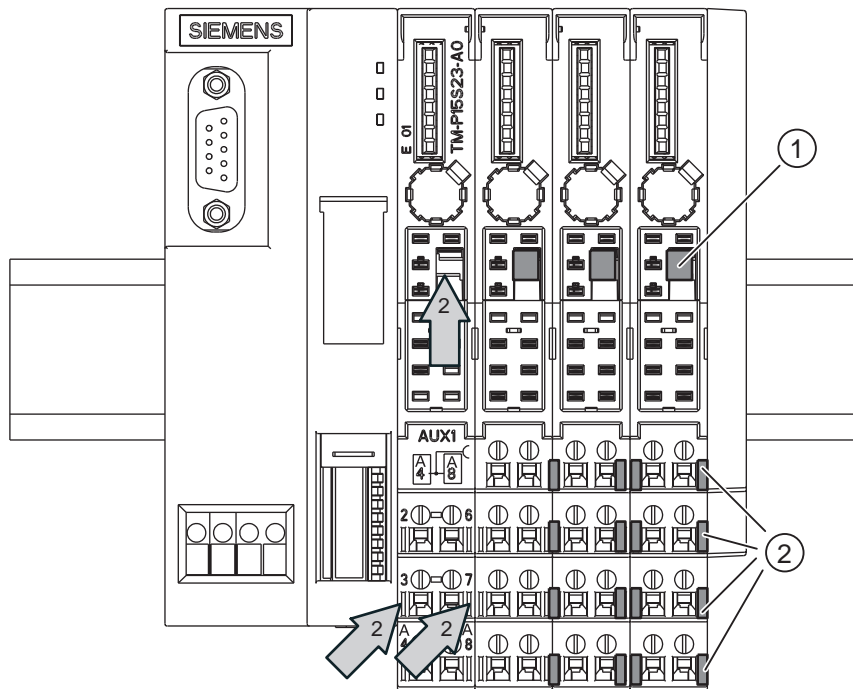 SIEMENS
E 01
TM-P15S23-A0
1
2
AUX1
A 4
A 8
2 6
2
3 7
2 2
A 4
A 8